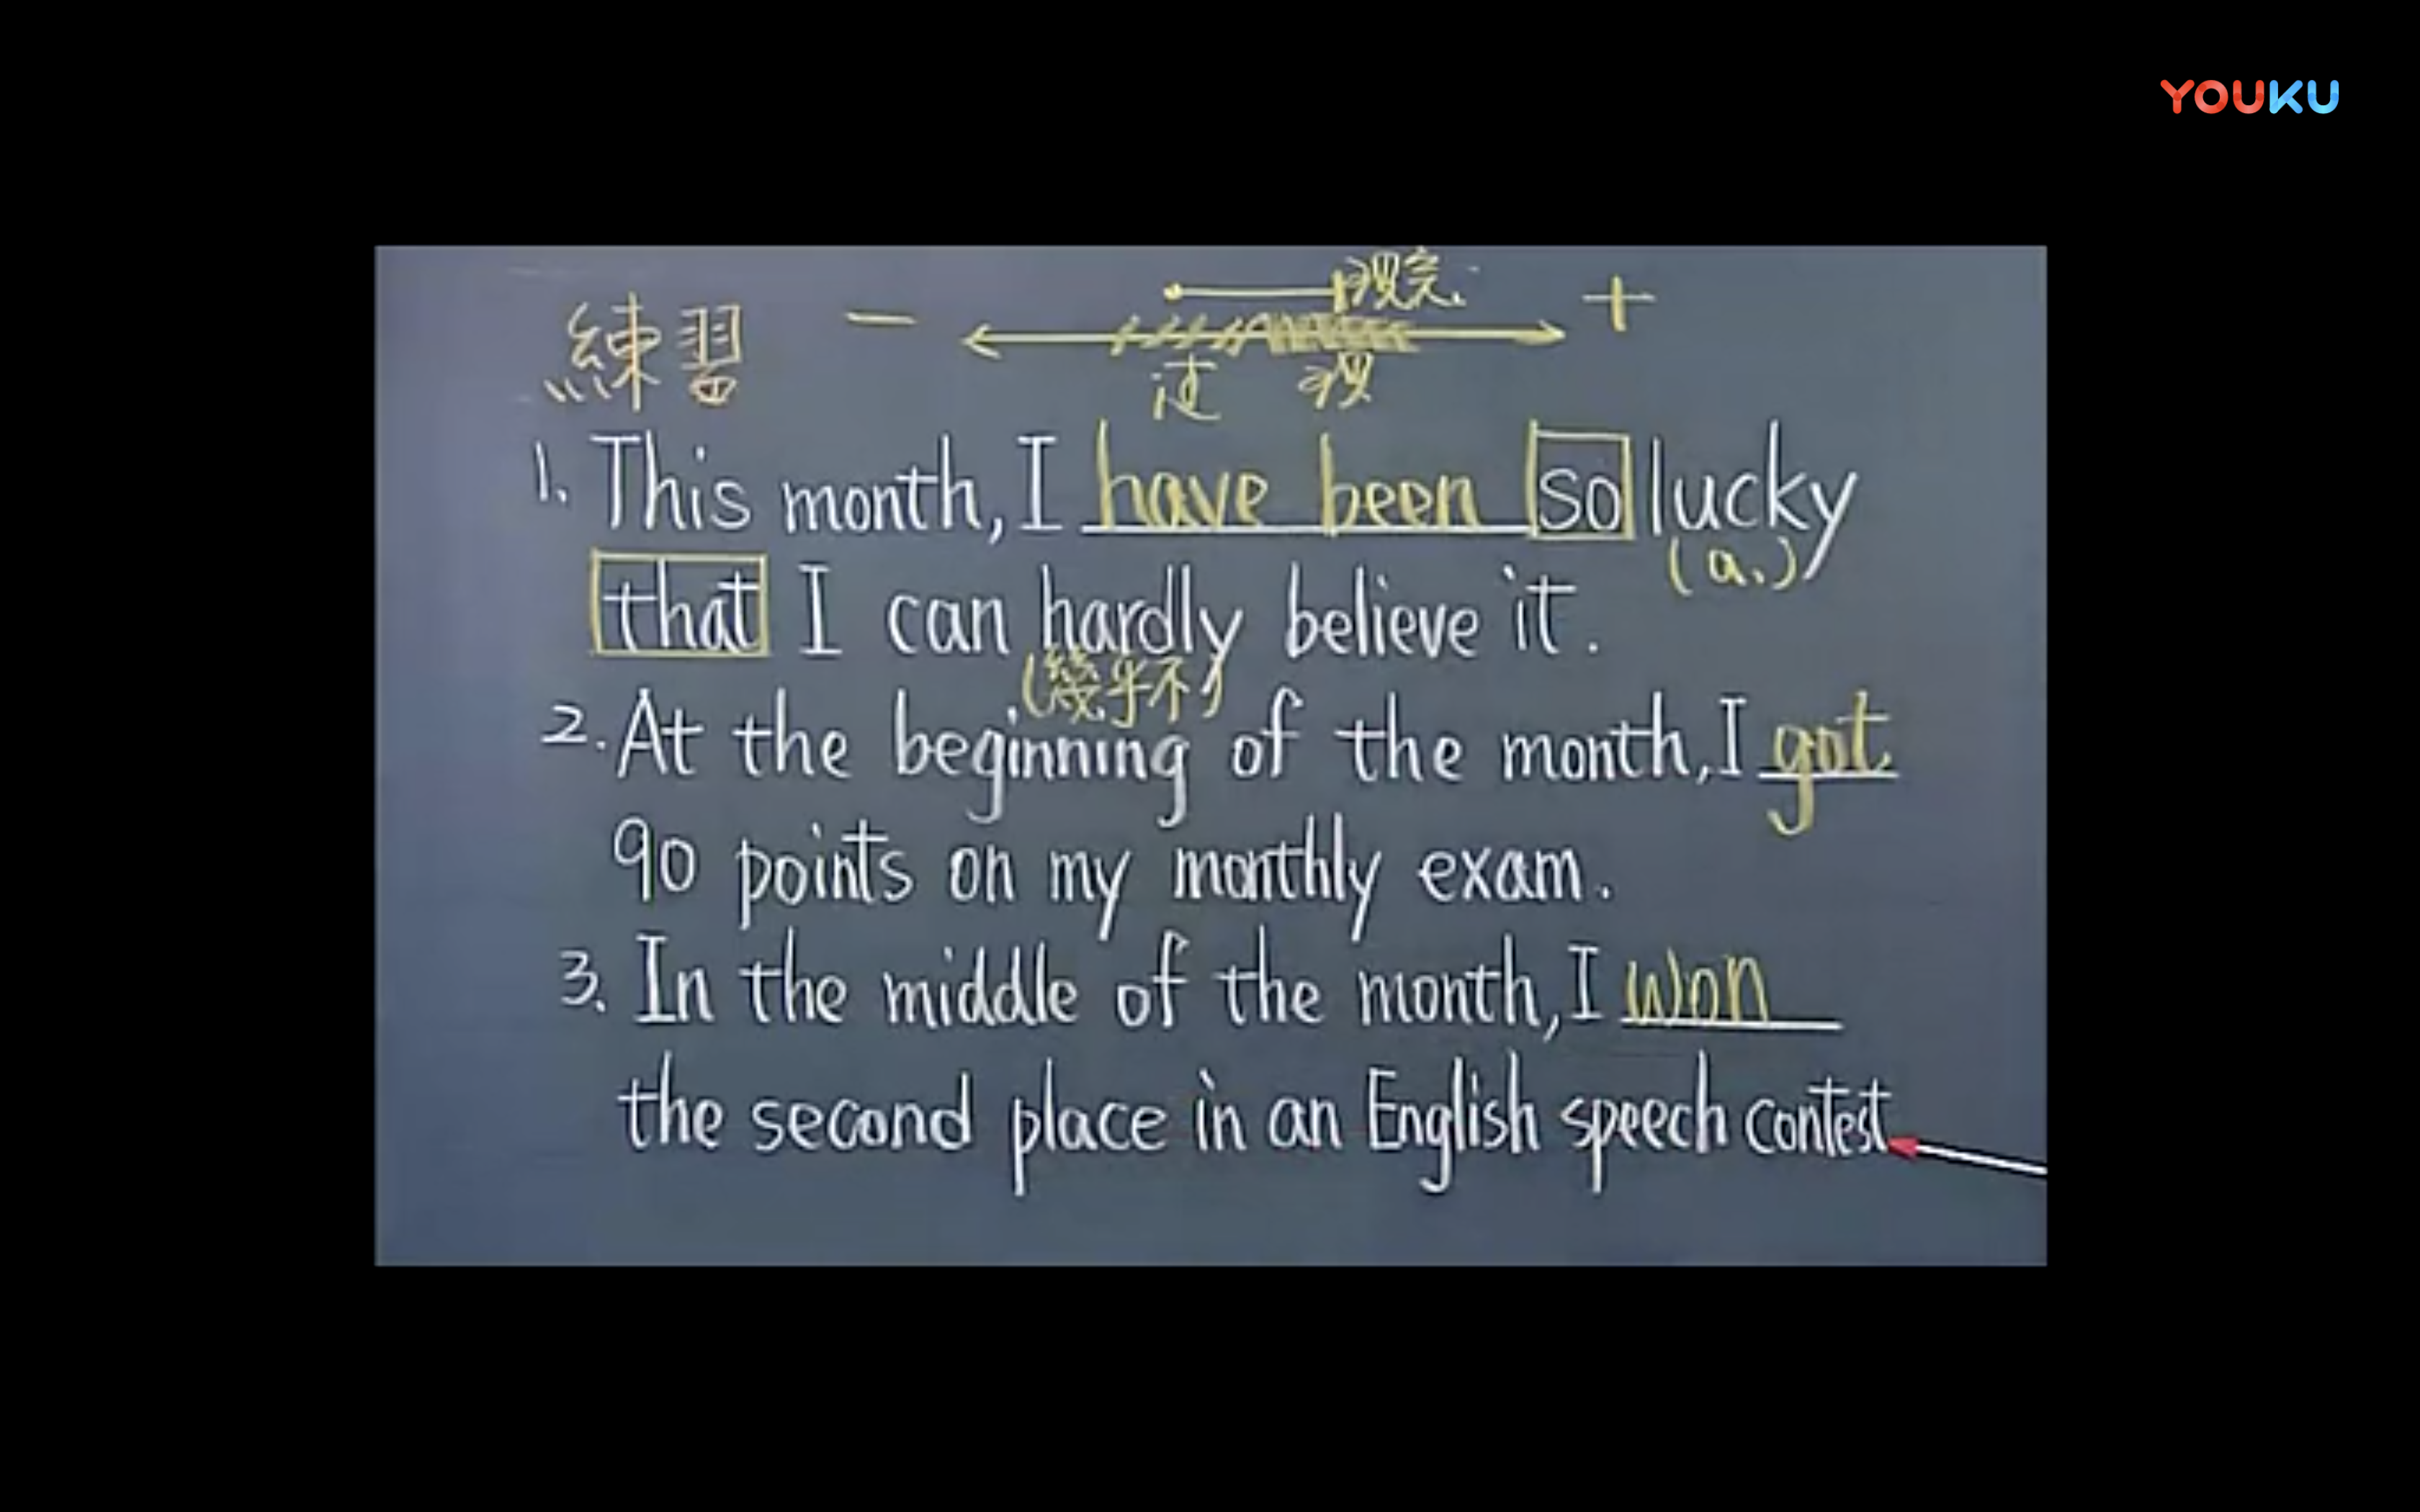 YOUKU
現完.
練習 − +
过 現
1. This month, I have been so lucky
(a.)
that I can hardly believe it.
(幾乎不)
2. At the beginning of the month, I got
90 points on my monthly exam.
3. In the middle of the month, I won
the second place in an English speech contest